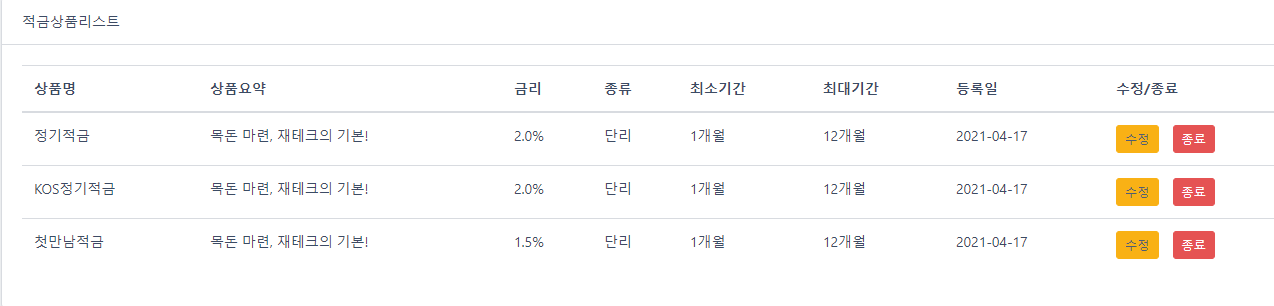 적금상품리스트
상품명 상품요약 금리 종류 최소기간 최대기간 등록일 수정/종료
정기적금 목돈 마련, 재테크의 기본! 2.0% 단리 1개월 12개월 2021-04-17 수정 종료
KOS정기적금 목돈 마련, 재테크의 기본! 2.0% 단리 1개월 12개월 2021-04-17 수정 종료
첫만남적금 목돈 마련, 재테크의 기본! 1.5% 단리 1개월 12개월 2021-04-17 수정 종료